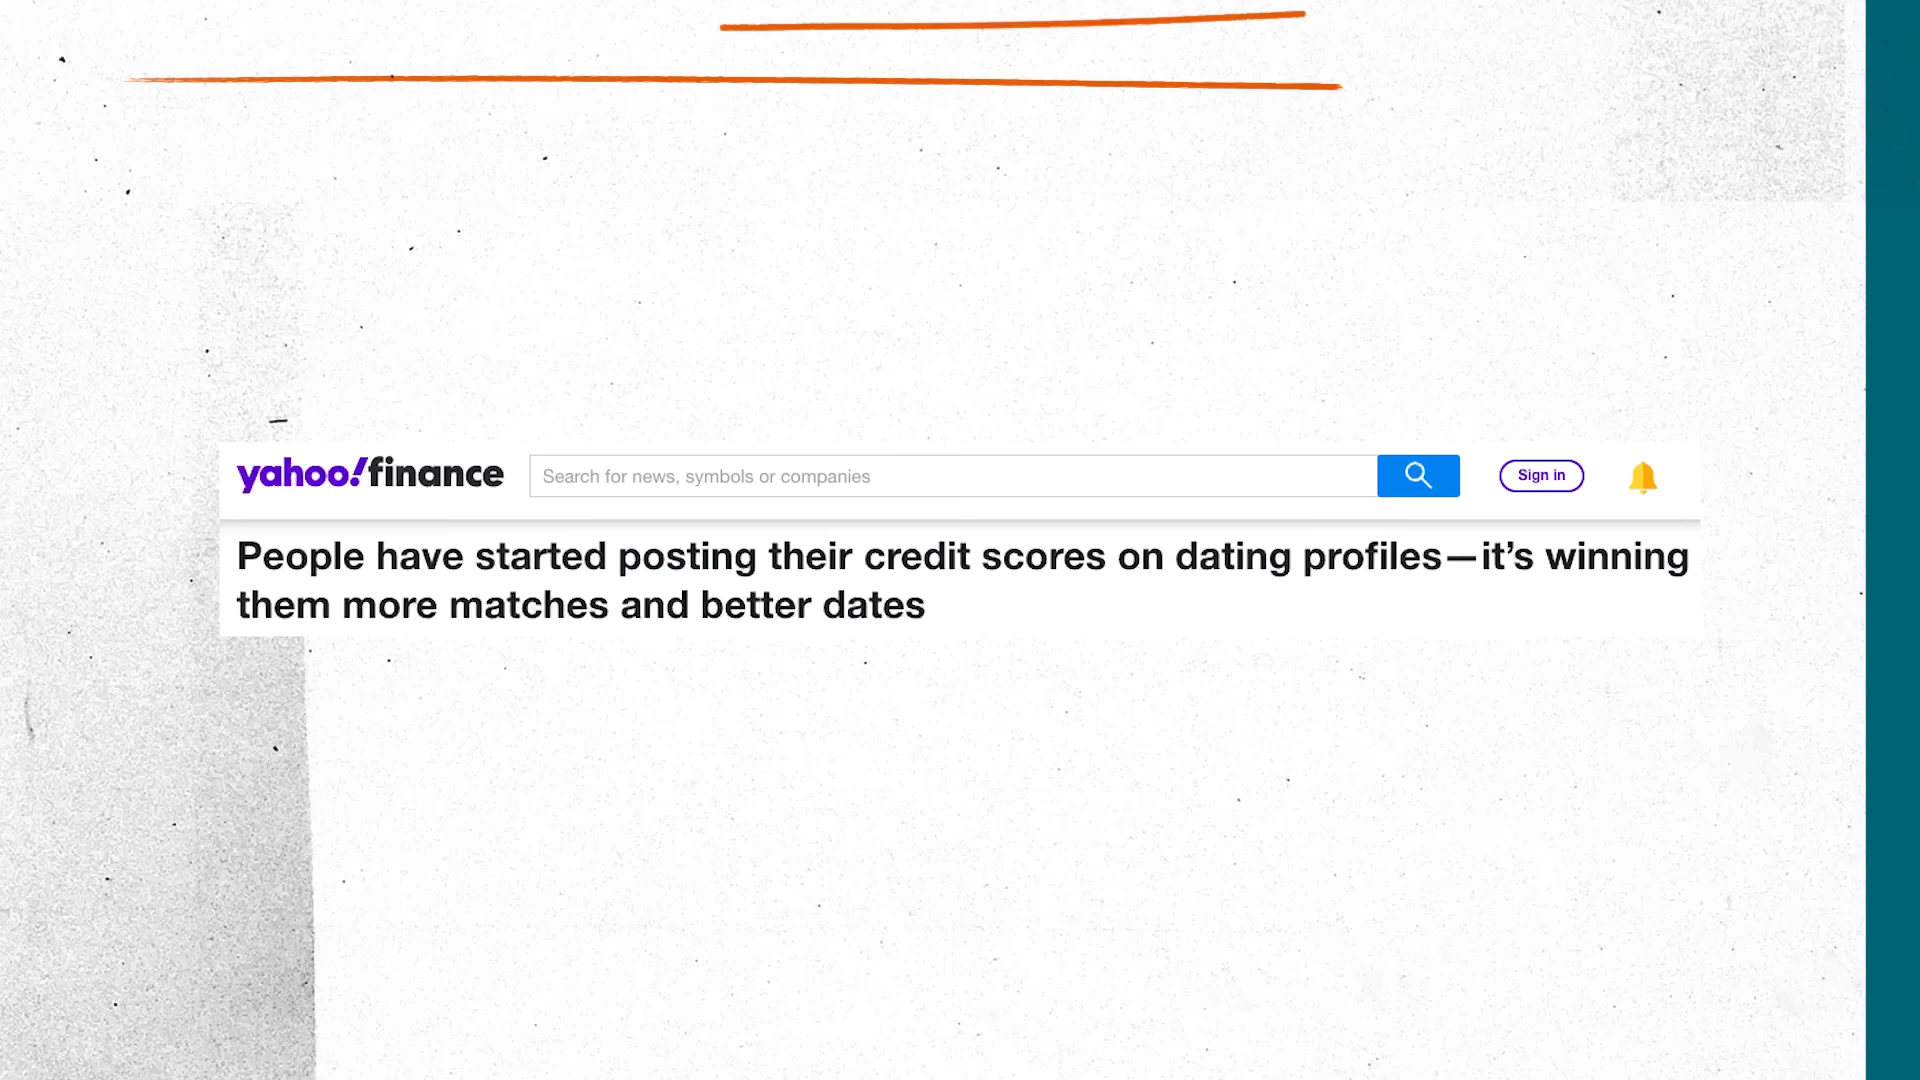 yahoo!finance
Search for news, symbols or companies
Sign in
People have started posting their credit scores on dating profiles—it’s winning
them more matches and better dates